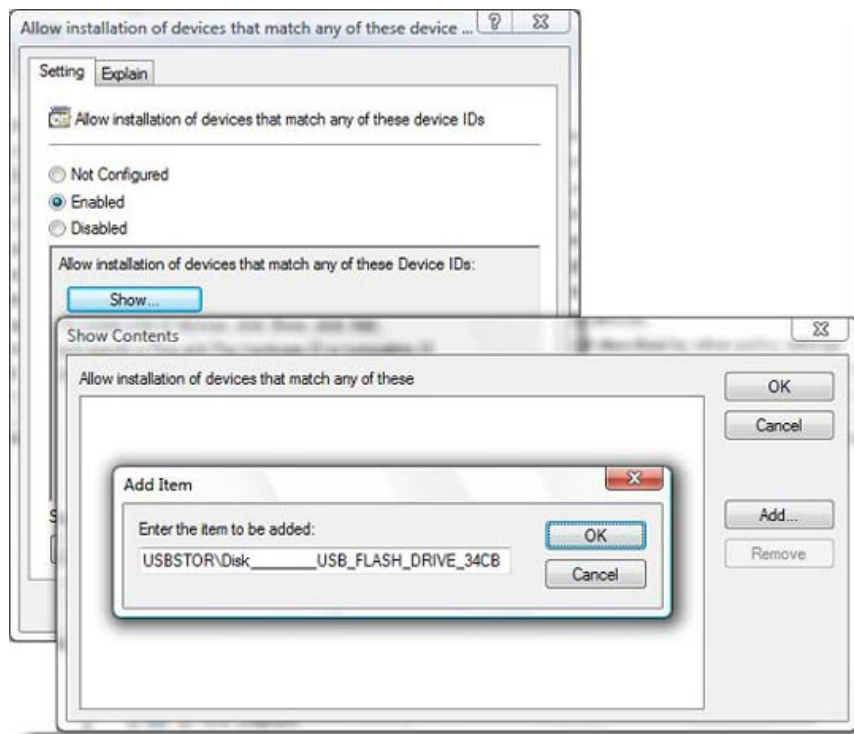 Allow installation of devices that match any of these device ...
Setting
Explain
Allow installation of devices that match any of these device IDs
Not Configured
Enabled
Disabled
Allow installation of devices that match any of these Device IDs:
Show...
Show Contents
Allow installation of devices that match any of these
OK
Cancel
Add Item
Enter the item to be added:
USBSTOR\Disk________USB_FLASH_DRIVE_34CB
OK
Cancel
Add...
Remove